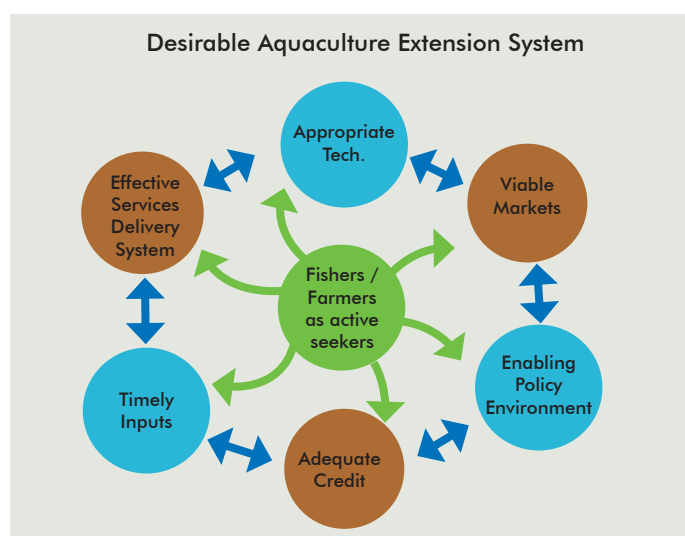 Desirable Aquaculture Extension System
Appropriate
Tech.
Effective
Services
Delivery
System
Viable
Markets
Fishers /
Farmers
as active
seekers
Timely
Inputs
Enabling
Policy
Environment
Adequate
Credit